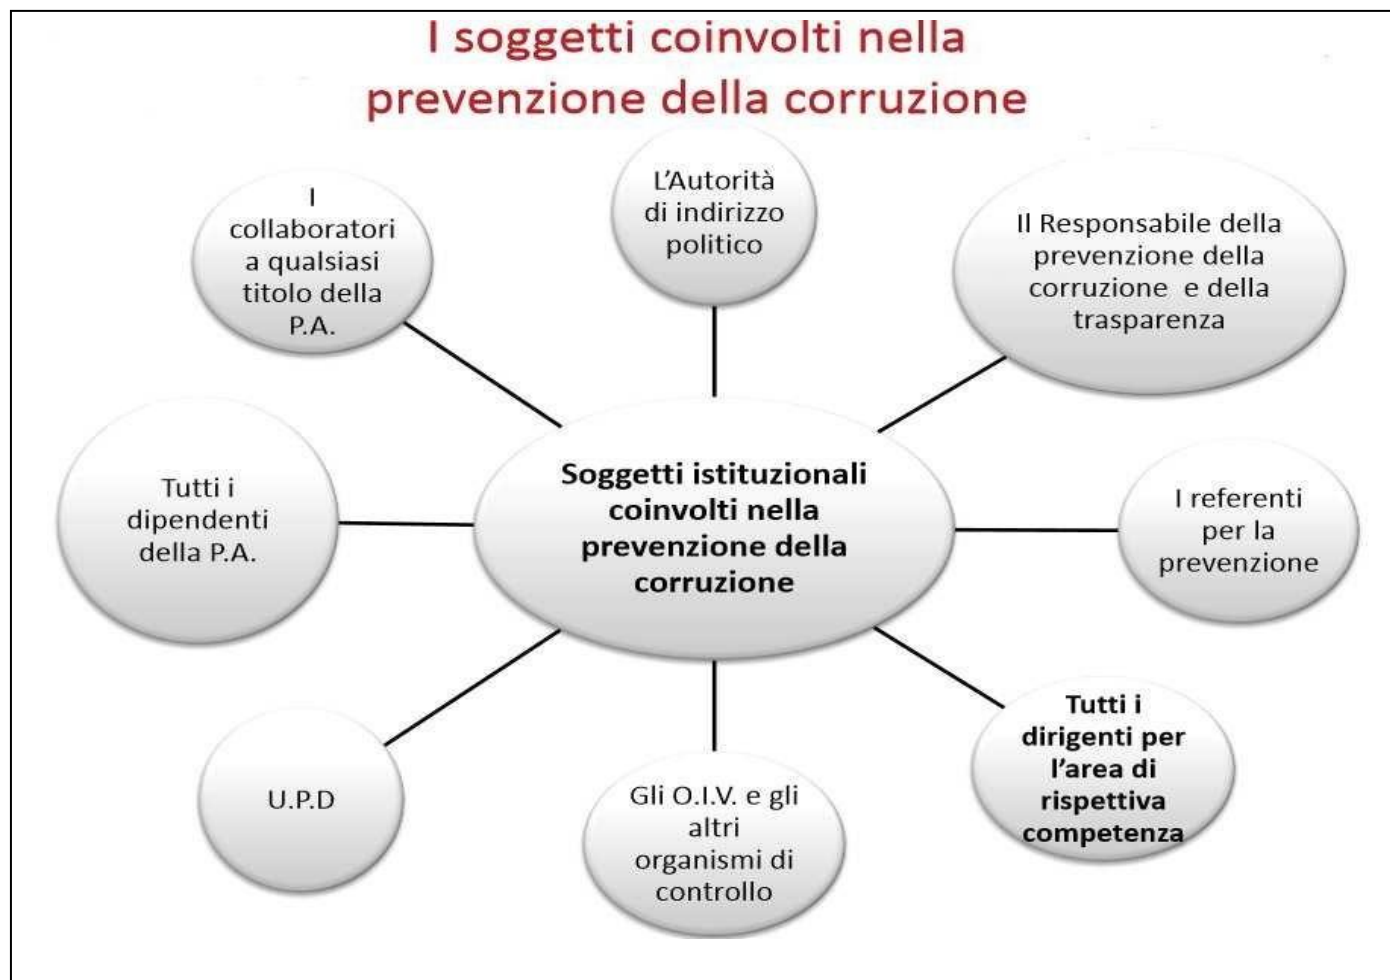 I soggetti coinvolti nella
prevenzione della corruzione
I
collaboratori
a qualsiasi
titolo della
P.A.
L'Autorità
di indirizzo
politico
Il Responsabile della
prevenzione della
corruzione e della
trasparenza
Tutti i
dipendenti
della P.A.
Soggetti istituzionali
coinvolti nella
prevenzione della
corruzione
I referenti
per la
prevenzione
U.P.D
Gli O.I.V. e gli
altri
organismi di
controllo
Tutti i
dirigenti per
l'area di
rispettiva
competenza